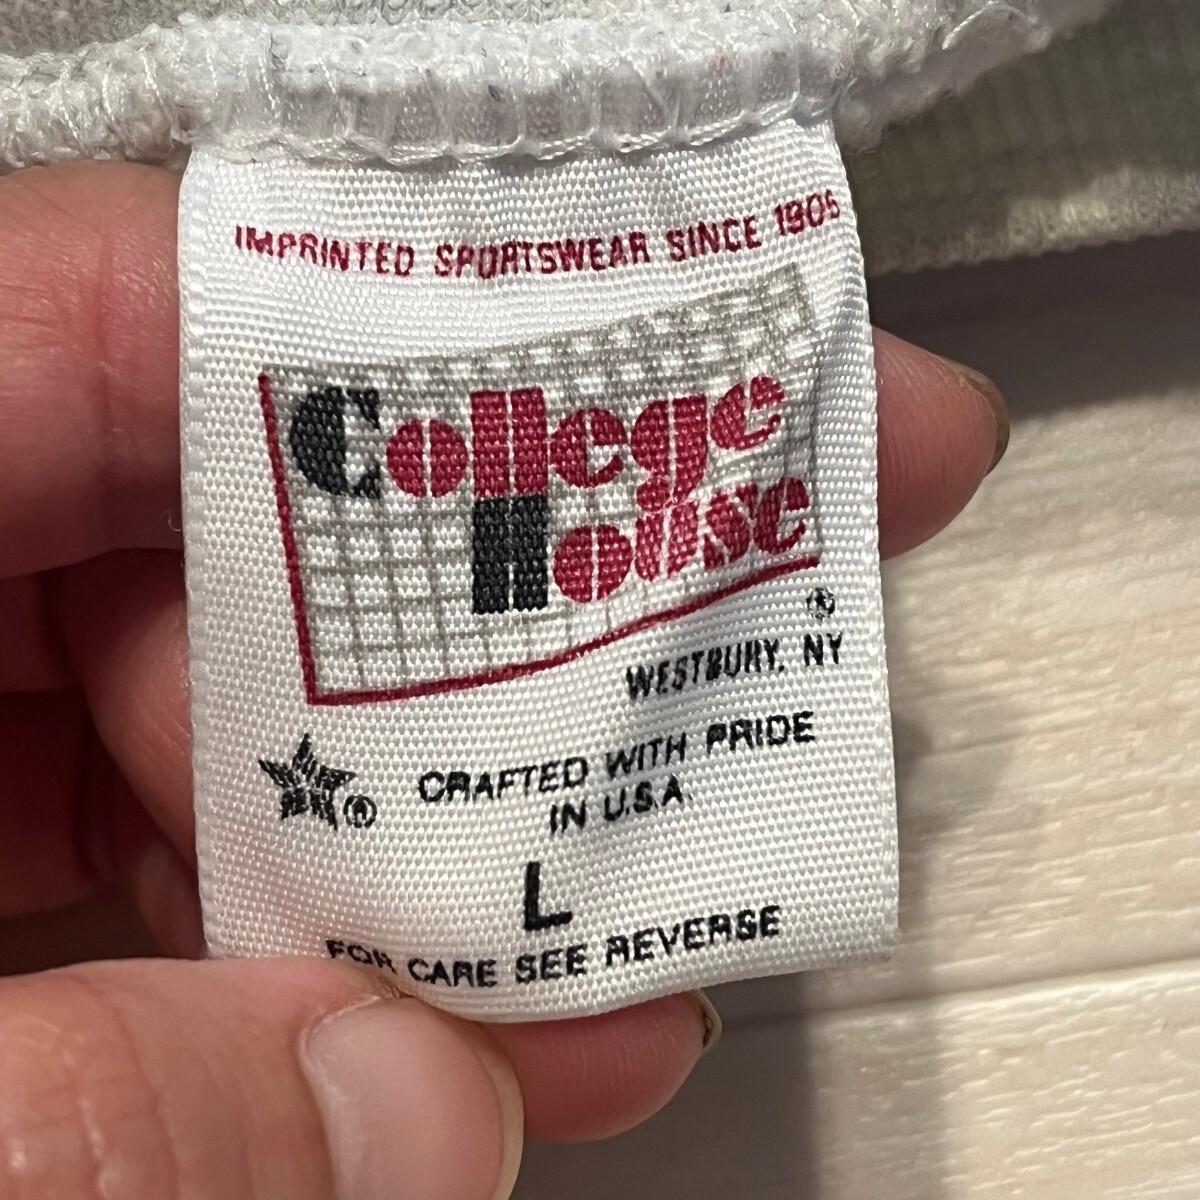 IMPRINTED SPORTSWEAR SINCE 1905
College
House
®
WESTBURY, NY
®
CRAFTED WITH PRIDE
IN U.S.A.
L
FOR CARE SEE REVERSE